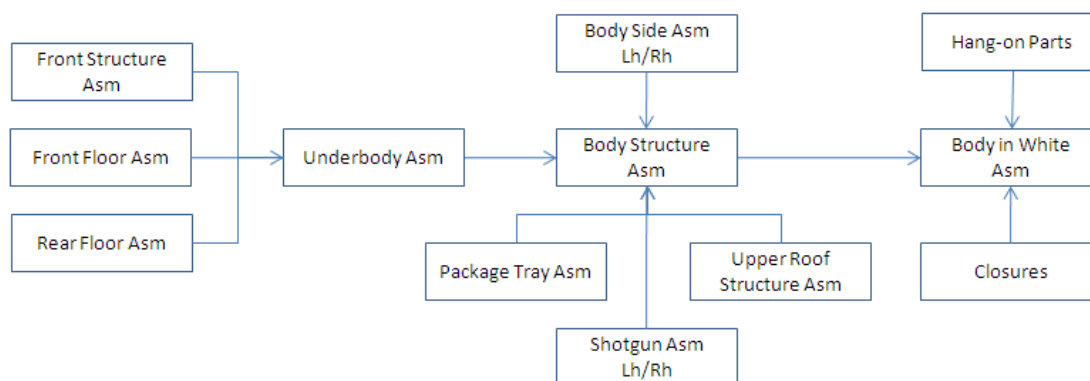 Body Side Asm
Lh/Rh
Hang-on Parts
Front Structure
Asm
Front Floor Asm
Underbody Asm
Body Structure
Asm
Body in White
Asm
Rear Floor Asm
Package Tray Asm
Upper Roof
Structure Asm
Closures
Shotgun Asm
Lh/Rh